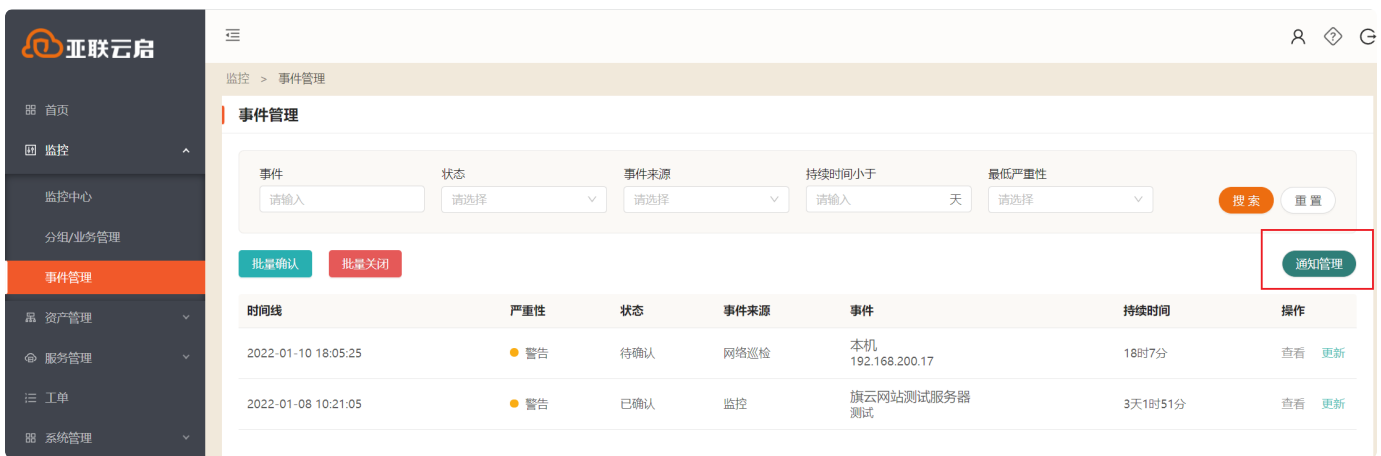 亚联云启
首页
监控
监控中心
分组/业务管理
事件管理
资产管理
服务管理
工单
系统管理
监控 > 事件管理
事件管理
事件 状态 事件来源 持续时间小于 最低严重性
请输入 请选择 请选择 请输入 天 请选择 搜索 重置
批量确认 批量关闭 通知管理
时间线 严重性 状态 事件来源 事件 持续时间 操作
2022-01-10 18:05:25 警告 待确认 网络巡检 本机 18时7分 查看 更新
192.168.200.17
2022-01-08 10:21:05 警告 已确认 监控 旗云网站测试服务器 3天1时51分 查看 更新
测试